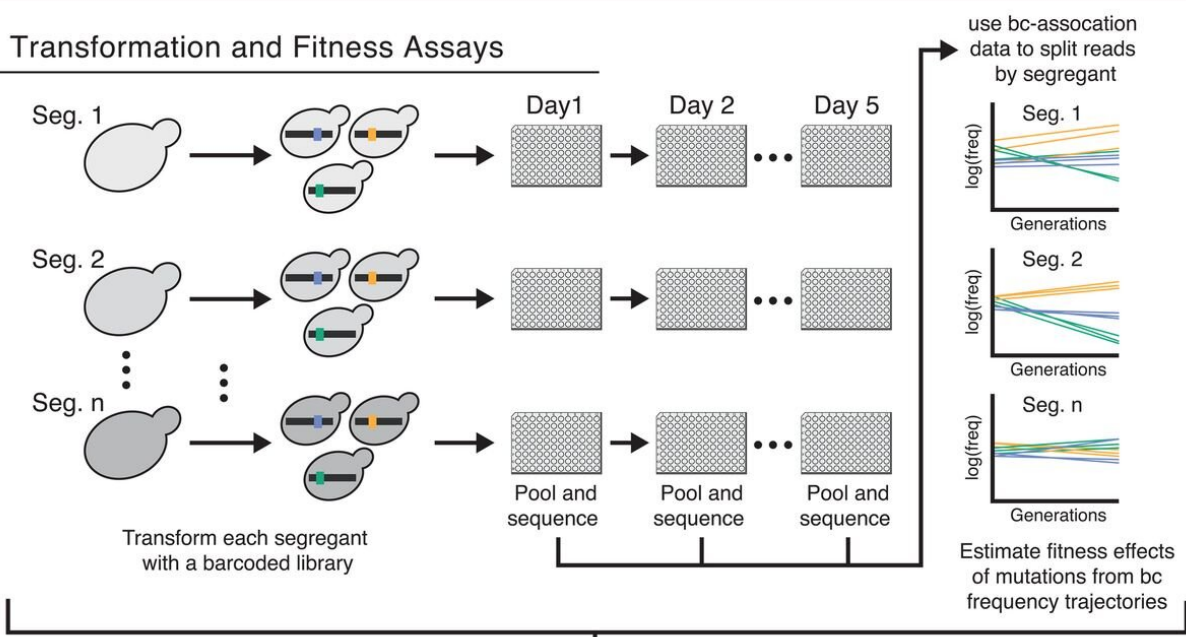 Transformation and Fitness Assays
Seg. 1
Day1
Day 2
Day 5
Seg. 2
Seg. n
Pool and
sequence
Pool and
sequence
Pool and
sequence
Transform each segregant
with a barcoded library
use bc-assocation
data to split reads
by segregant
Seg. 1
log(freq)
Generations
Seg. 2
log(freq)
Generations
Seg. n
log(freq)
Generations
Estimate fitness effects
of mutations from bc
frequency trajectories